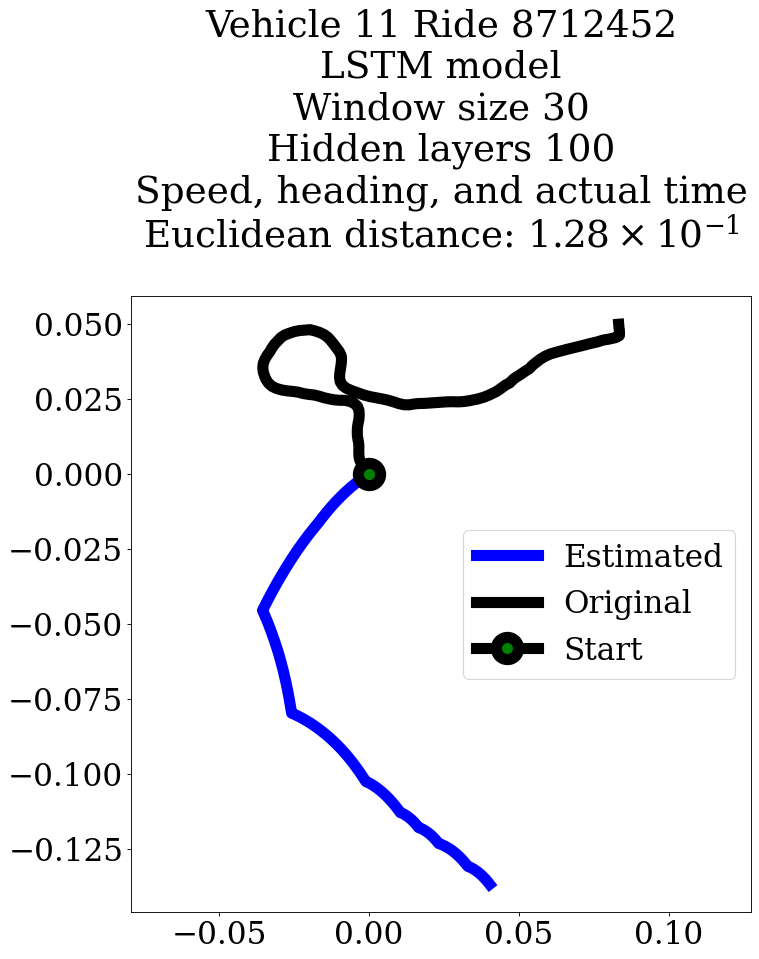 Vehicle 11 Ride 8712452
LSTM model
Window size 30
Hidden layers 100
Speed, heading, and actual time
Euclidean distance: 1.28 × 10⁻¹
0.050
0.025
0.000
−0.025
−0.050
−0.075
−0.100
−0.125
Estimated
Original
Start
−0.05 0.00 0.05 0.10